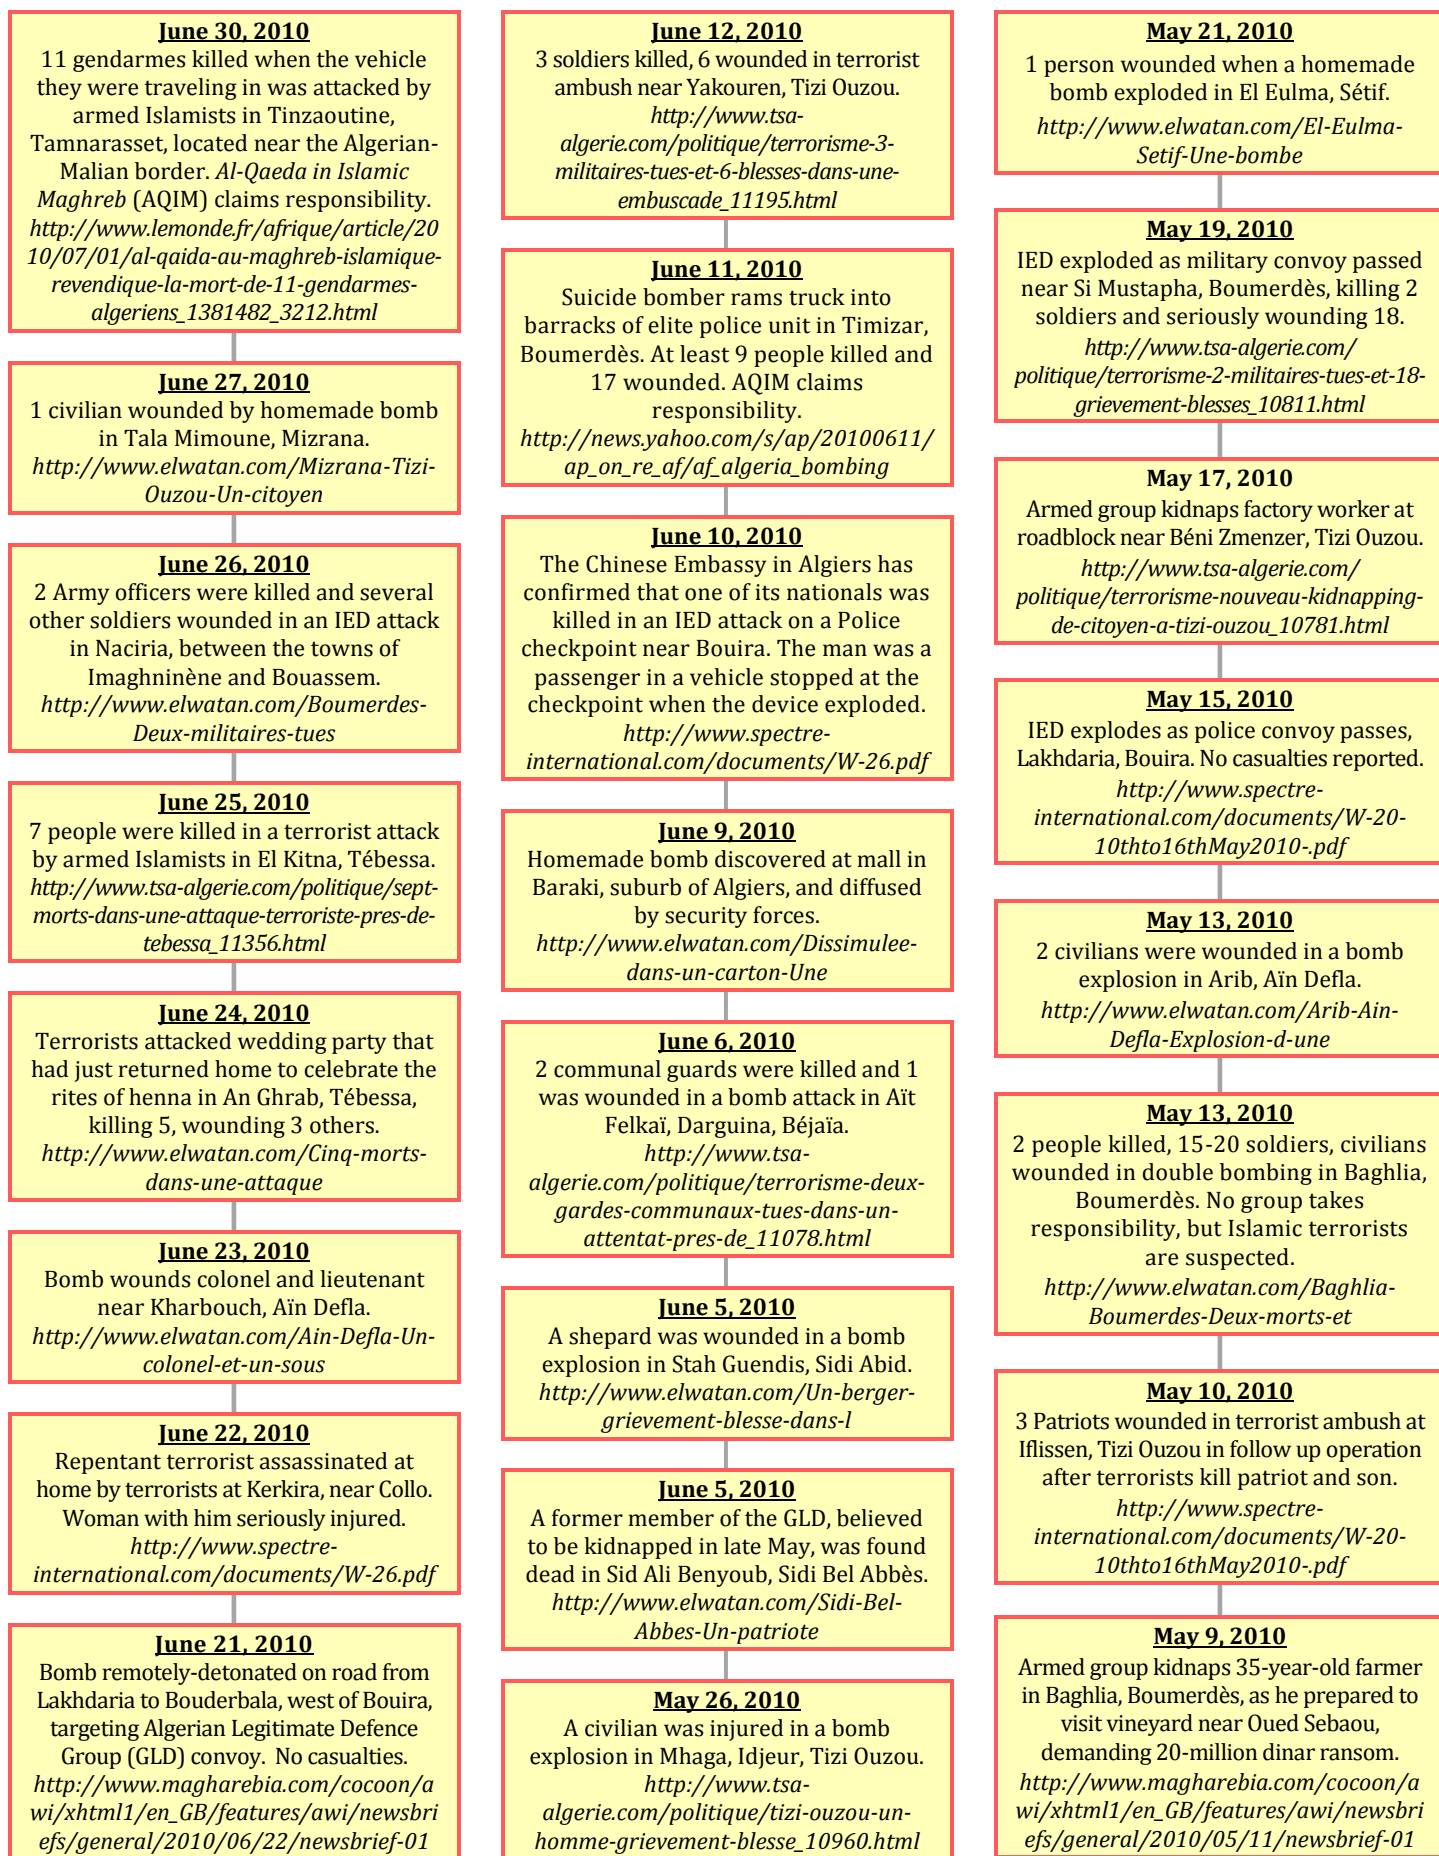 June 30, 2010
11 gendarmes killed when the vehicle
they were traveling in was attacked by
armed Islamists in Tinzaoutine,
Tamnarasset, located near the Algerian-
Malian border. Al-Qaeda in Islamic
Maghreb (AQIM) claims responsibility.
http://www.lemonde.fr/afrique/article/20
10/07/01/al-qaida-au-maghreb-islamique-
revendique-la-mort-de-11-gendarmes-
algeriens_1381482_3212.html
June 27, 2010
1 civilian wounded by homemade bomb
in Tala Mimoune, Mizrana.
http://www.elwatan.com/Mizrana-Tizi-
Ouzou-Un-citoyen
June 26, 2010
2 Army officers were killed and several
other soldiers wounded in an IED attack
in Naciria, between the towns of
Imaghninène and Bouassem.
http://www.elwatan.com/Boumerdes-
Deux-militaires-tues
June 25, 2010
7 people were killed in a terrorist attack
by armed Islamists in El Kitna, Tébessa.
http://www.tsa-algerie.com/politique/sept-
morts-dans-une-attaque-terroriste-pres-de-
tebessa_11356.html
June 24, 2010
Terrorists attacked wedding party that
had just returned home to celebrate the
rites of henna in An Ghrab, Tébessa,
killing 5, wounding 3 others.
http://www.elwatan.com/Cinq-morts-
dans-une-attaque
June 23, 2010
Bomb wounds colonel and lieutenant
near Kharbouch, Aïn Defla.
http://www.elwatan.com/Ain-Defla-Un-
colonel-et-un-sous
June 22, 2010
Repentant terrorist assassinated at
home by terrorists at Kerkira, near Collo.
Woman with him seriously injured.
http://www.spectre-
international.com/documents/W-26.pdf
June 21, 2010
Bomb remotely-detonated on road from
Lakhdaria to Bouderbala, west of Bouira,
targeting Algerian Legitimate Defence
Group (GLD) convoy.  No casualties.
http://www.magharebia.com/cocoon/a
wi/xhtml1/en_GB/features/awi/newsbri
efs/general/2010/06/22/newsbrief-01
June 12, 2010
3 soldiers killed, 6 wounded in terrorist
ambush near Yakouren, Tizi Ouzou.
http://www.tsa-
algerie.com/politique/terrorisme-3-
militaires-tues-et-6-blesses-dans-une-
embuscade_11195.html
June 11, 2010
Suicide bomber rams truck into
barracks of elite police unit in Timizar,
Boumerdès. At least 9 people killed and
17 wounded. AQIM claims
responsibility.
http://news.yahoo.com/s/ap/20100611/
ap_on_re_af/af_algeria_bombing
June 10, 2010
The Chinese Embassy in Algiers has
confirmed that one of its nationals was
killed in an IED attack on a Police
checkpoint near Bouira. The man was a
passenger in a vehicle stopped at the
checkpoint when the device exploded.
http://www.spectre-
international.com/documents/W-26.pdf
June 9, 2010
Homemade bomb discovered at mall in
Baraki, suburb of Algiers, and diffused
by security forces.
http://www.elwatan.com/Dissimulee-
dans-un-carton-Une
June 6, 2010
2 communal guards were killed and 1
was wounded in a bomb attack in Aït
Felkaï, Darguina, Béjaïa.
http://www.tsa-
algerie.com/politique/terrorisme-deux-
gardes-communaux-tues-dans-un-
attentat-pres-de_11078.html
June 5, 2010
A shepard was wounded in a bomb
explosion in Stah Guendis, Sidi Abid.
http://www.elwatan.com/Un-berger-
grievement-blesse-dans-l
June 5, 2010
A former member of the GLD, believed
to be kidnapped in late May, was found
dead in Sid Ali Benyoub, Sidi Bel Abbès.
http://www.elwatan.com/Sidi-Bel-
Abbes-Un-patriote
May 26, 2010
A civilian was injured in a bomb
explosion in Mhaga, Idjeur, Tizi Ouzou.
http://www.tsa-
algerie.com/politique/tizi-ouzou-un-
homme-grievement-blesse_10960.html
May 21, 2010
1 person wounded when a homemade
bomb exploded in El Eulma, Sétif.
http://www.elwatan.com/El-Eulma-
Setif-Une-bombe
May 19, 2010
IED exploded as military convoy passed
near Si Mustapha, Boumerdès, killing 2
soldiers and seriously wounding 18.
http://www.tsa-algerie.com/
politique/terrorisme-2-militaires-tues-et-18-
grievement-blesses_10811.html
May 17, 2010
Armed group kidnaps factory worker at
roadblock near Béni Zmenzer, Tizi Ouzou.
http://www.tsa-algerie.com/
politique/terrorisme-nouveau-kidnapping-
de-citoyen-a-tizi-ouzou_10781.html
May 15, 2010
IED explodes as police convoy passes,
Lakhdaria, Bouira. No casualties reported.
http://www.spectre-
international.com/documents/W-20-
10thto16thMay2010-.pdf
May 13, 2010
2 civilians were wounded in a bomb
explosion in Arib, Aïn Defla.
http://www.elwatan.com/Arib-Ain-
Defla-Explosion-d-une
May 13, 2010
2 people killed, 15-20 soldiers, civilians
wounded in double bombing in Baghlia,
Boumerdès. No group takes
responsibility, but Islamic terrorists
are suspected.
http://www.elwatan.com/Baghlia-
Boumerdes-Deux-morts-et
May 10, 2010
3 Patriots wounded in terrorist ambush at
Iflissen, Tizi Ouzou in follow up operation
after terrorists kill patriot and son.
http://www.spectre-
international.com/documents/W-20-
10thto16thMay2010-.pdf
May 9, 2010
Armed group kidnaps 35-year-old farmer
in Baghlia, Boumerdès, as he prepared to
visit vineyard near Oued Sebaou,
demanding 20-million dinar ransom.
http://www.magharebia.com/cocoon/a
wi/xhtml1/en_GB/features/awi/newsbri
efs/general/2010/05/11/newsbrief-01